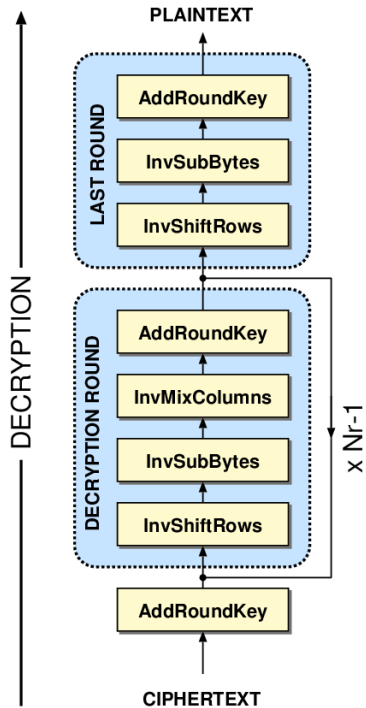 PLAINTEXT
AddRoundKey
InvSubBytes
InvShiftRows
LAST ROUND
AddRoundKey
InvMixColumns
InvSubBytes
InvShiftRows
DECRYPTION ROUND
x Nr-1
AddRoundKey
CIPHERTEXT
DECRYPTION